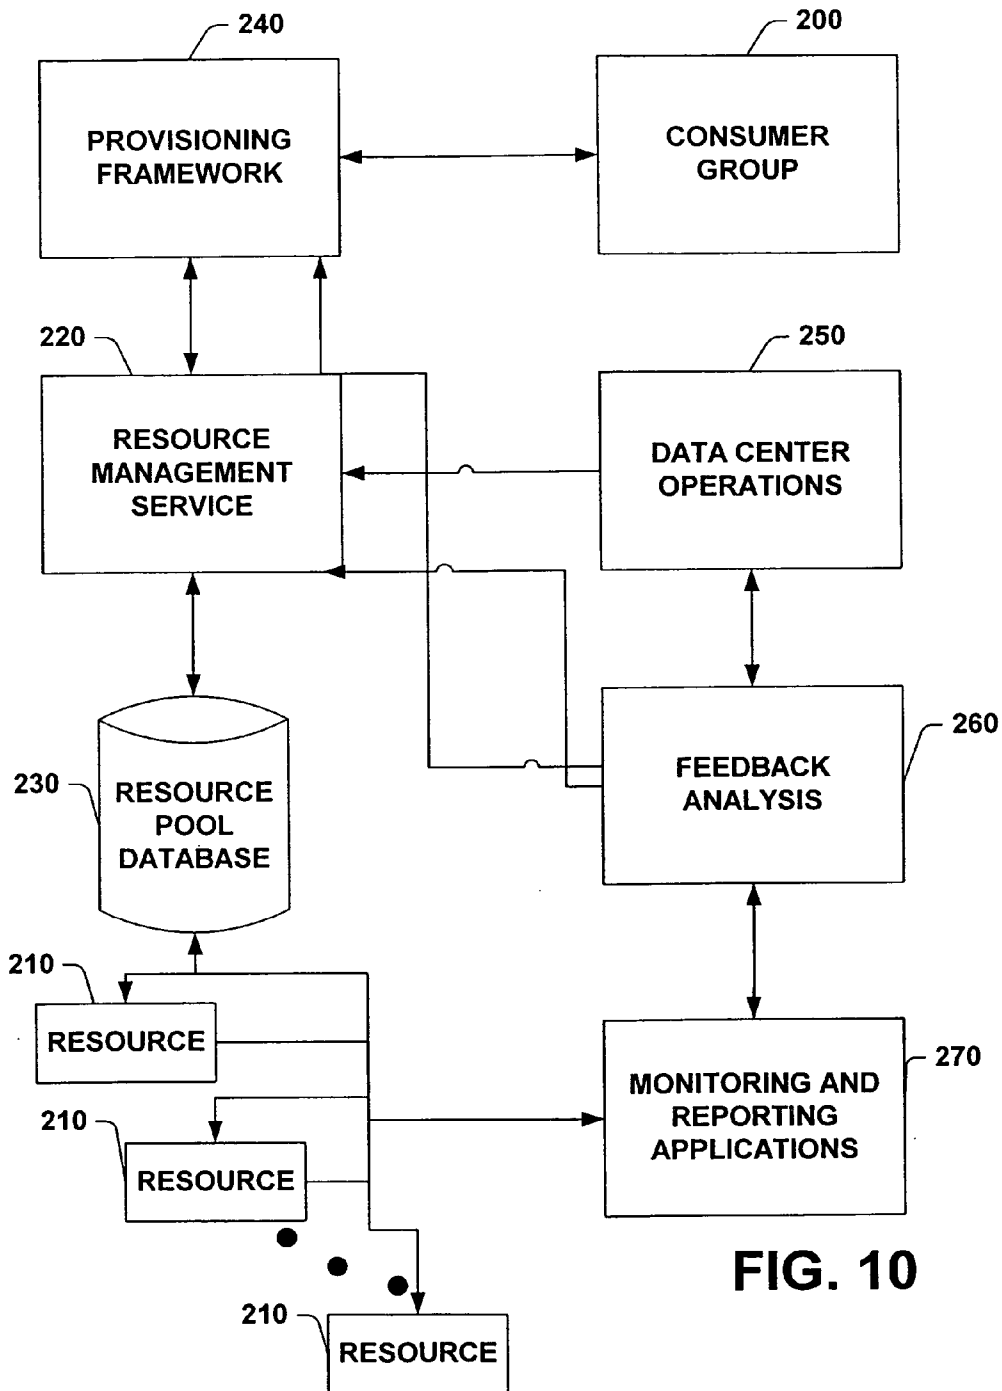 240
PROVISIONING
FRAMEWORK
200
CONSUMER
GROUP
220
RESOURCE
MANAGEMENT
SERVICE
250
DATA CENTER
OPERATIONS
230
RESOURCE
POOL
DATABASE
260
FEEDBACK
ANALYSIS
210
RESOURCE
210
RESOURCE
210
RESOURCE
270
MONITORING AND
REPORTING
APPLICATIONS
FIG. 10